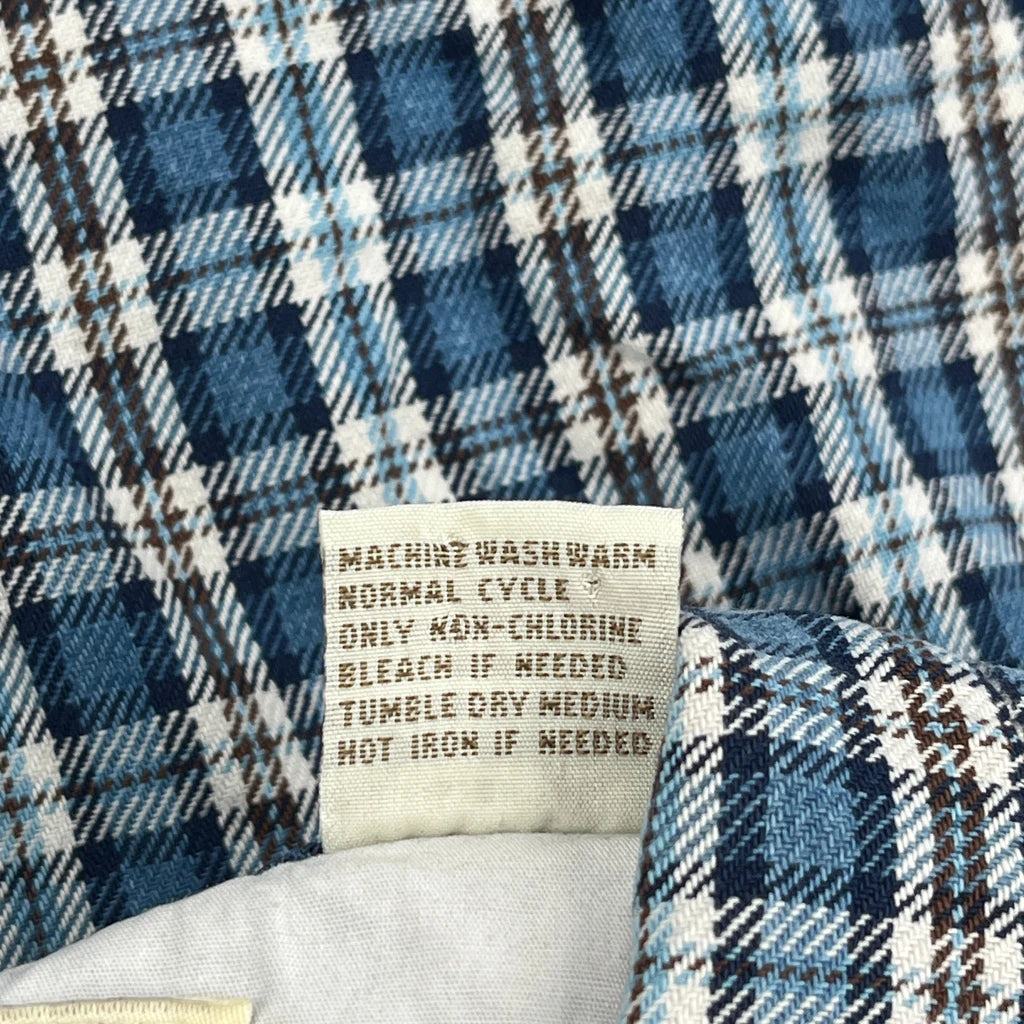 MACHINE WASH WARM
NORMAL CYCLE
ONLY NON-CHLORINE
BLEACH IF NEEDED
TUMBLE DRY MEDIUM
HOT IRON IF NEEDED